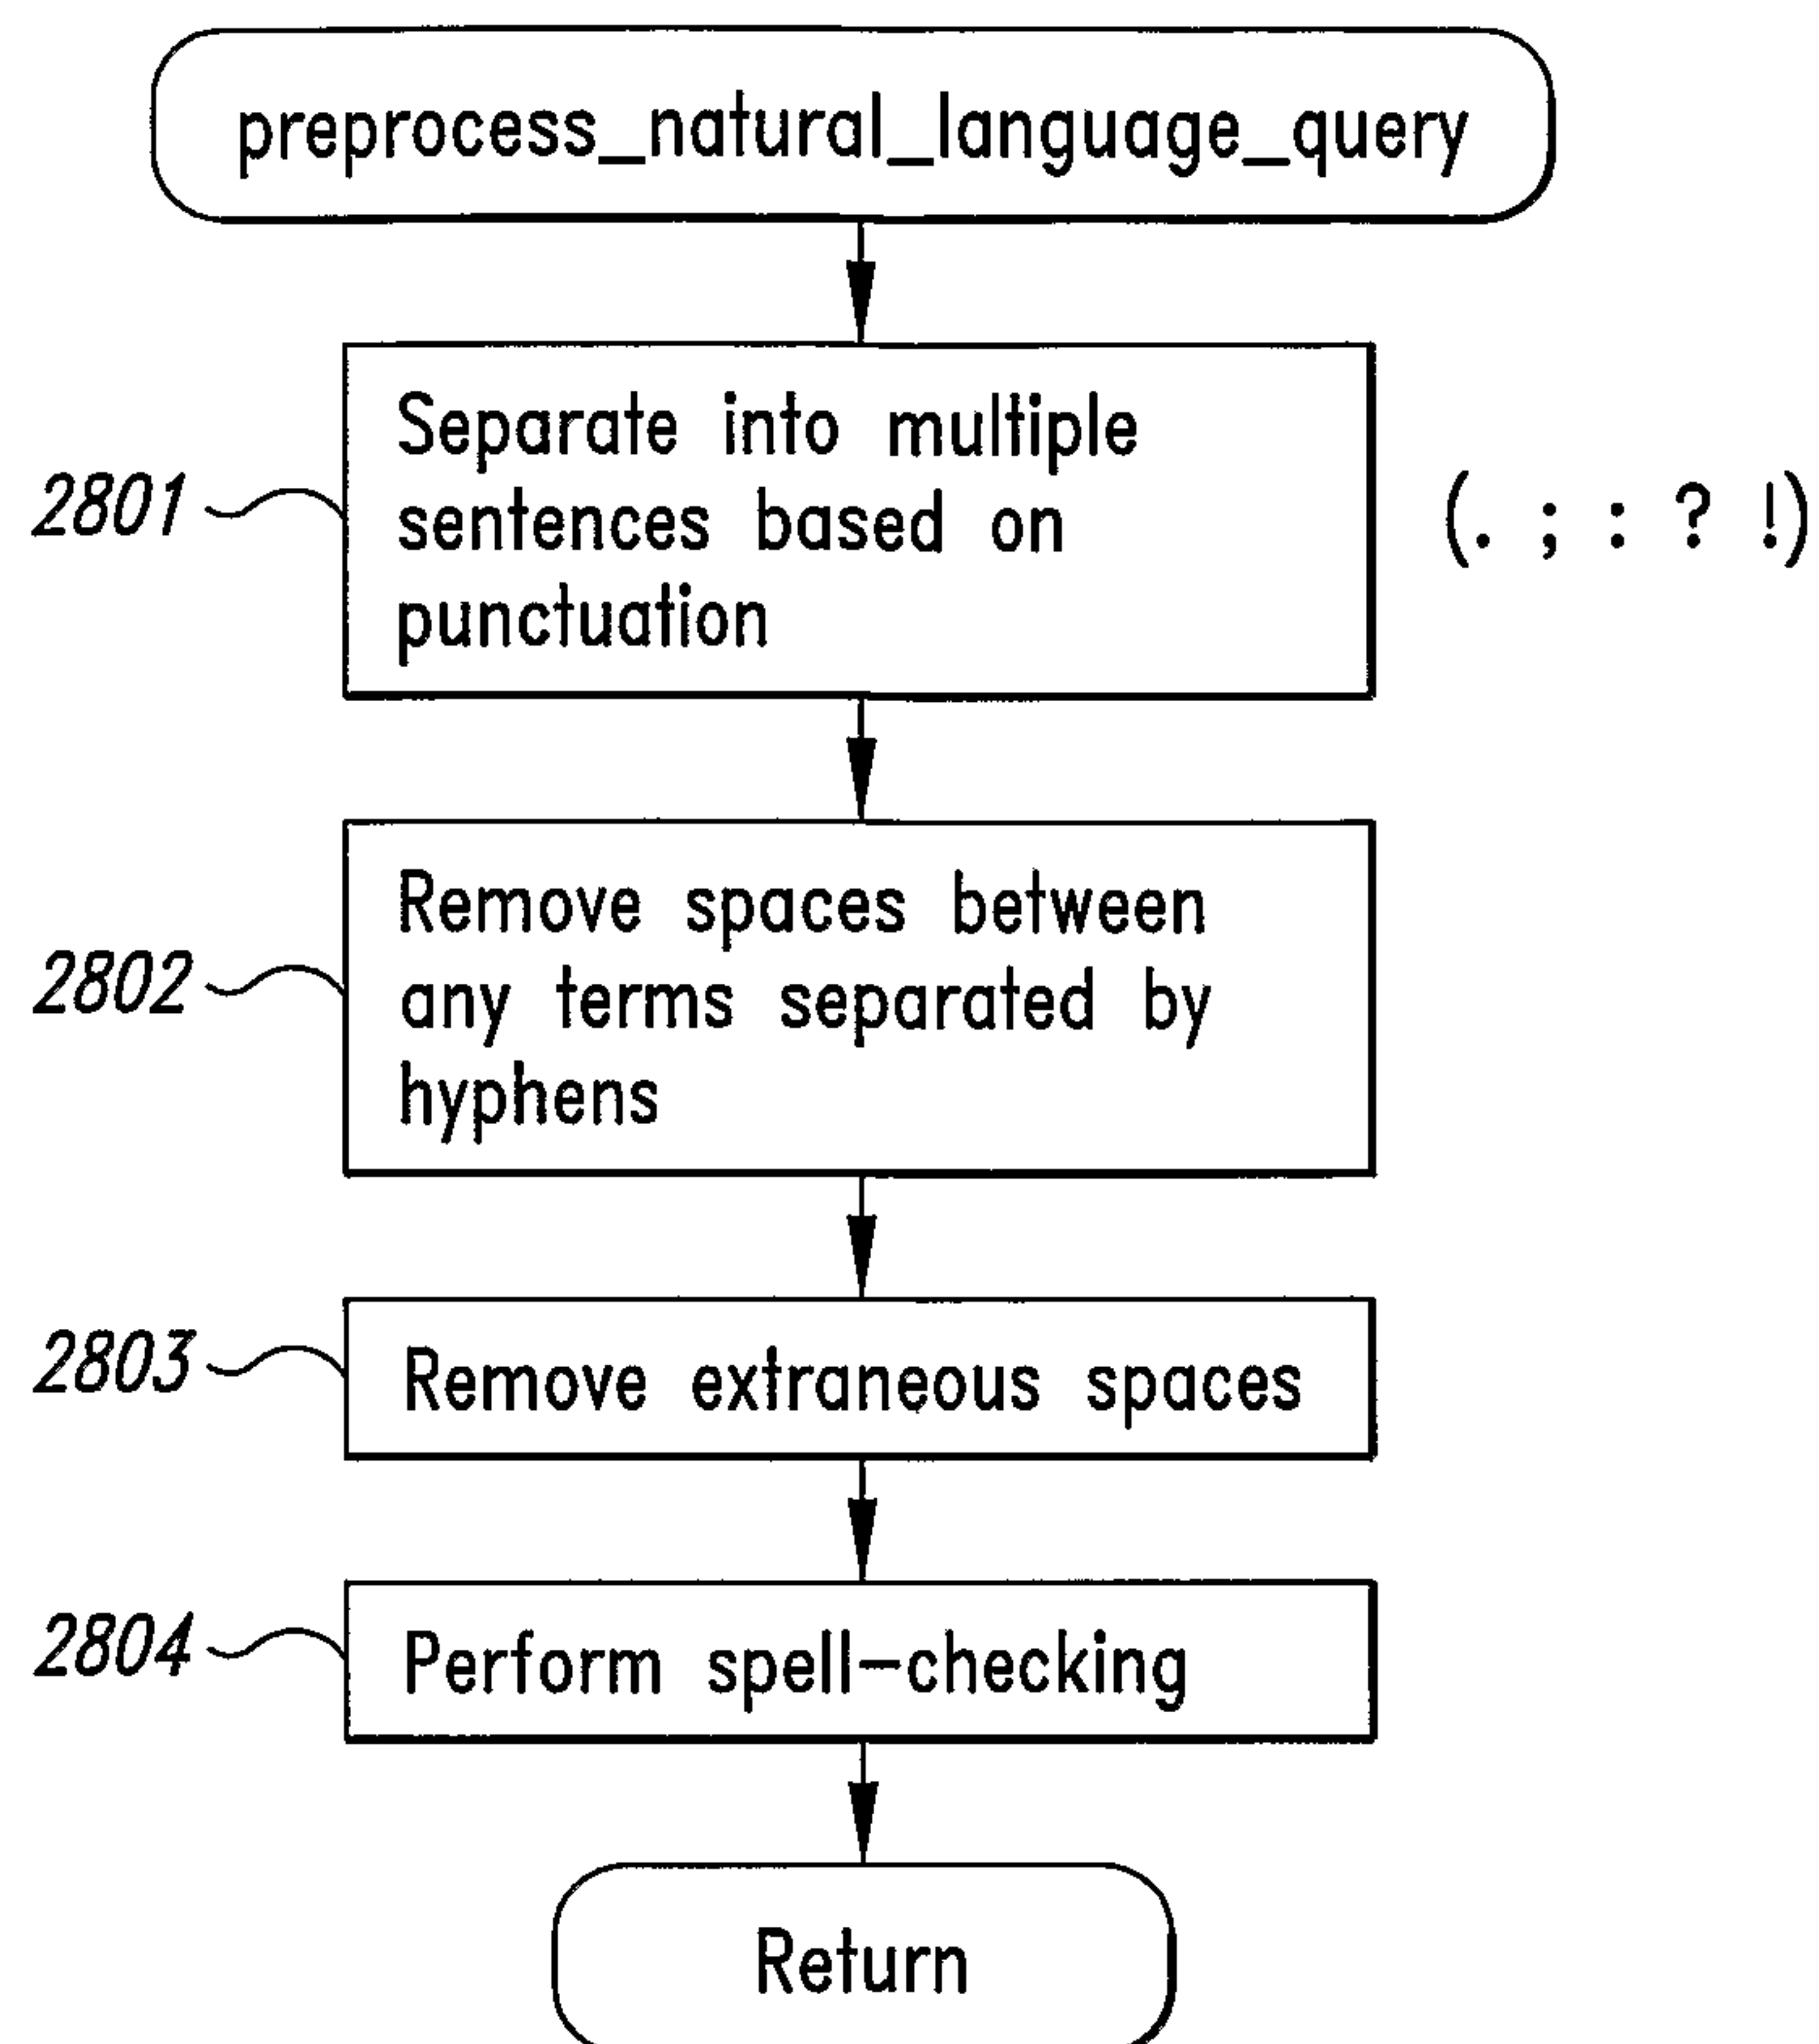 preprocess_natural_language_query
Separate into multiple
sentences based on
punctuation
2801
(. ; : ? !)
Remove spaces between
any terms separated by
hyphens
2802
2803
Remove extraneous spaces
2804
Perform spell-checking
Return